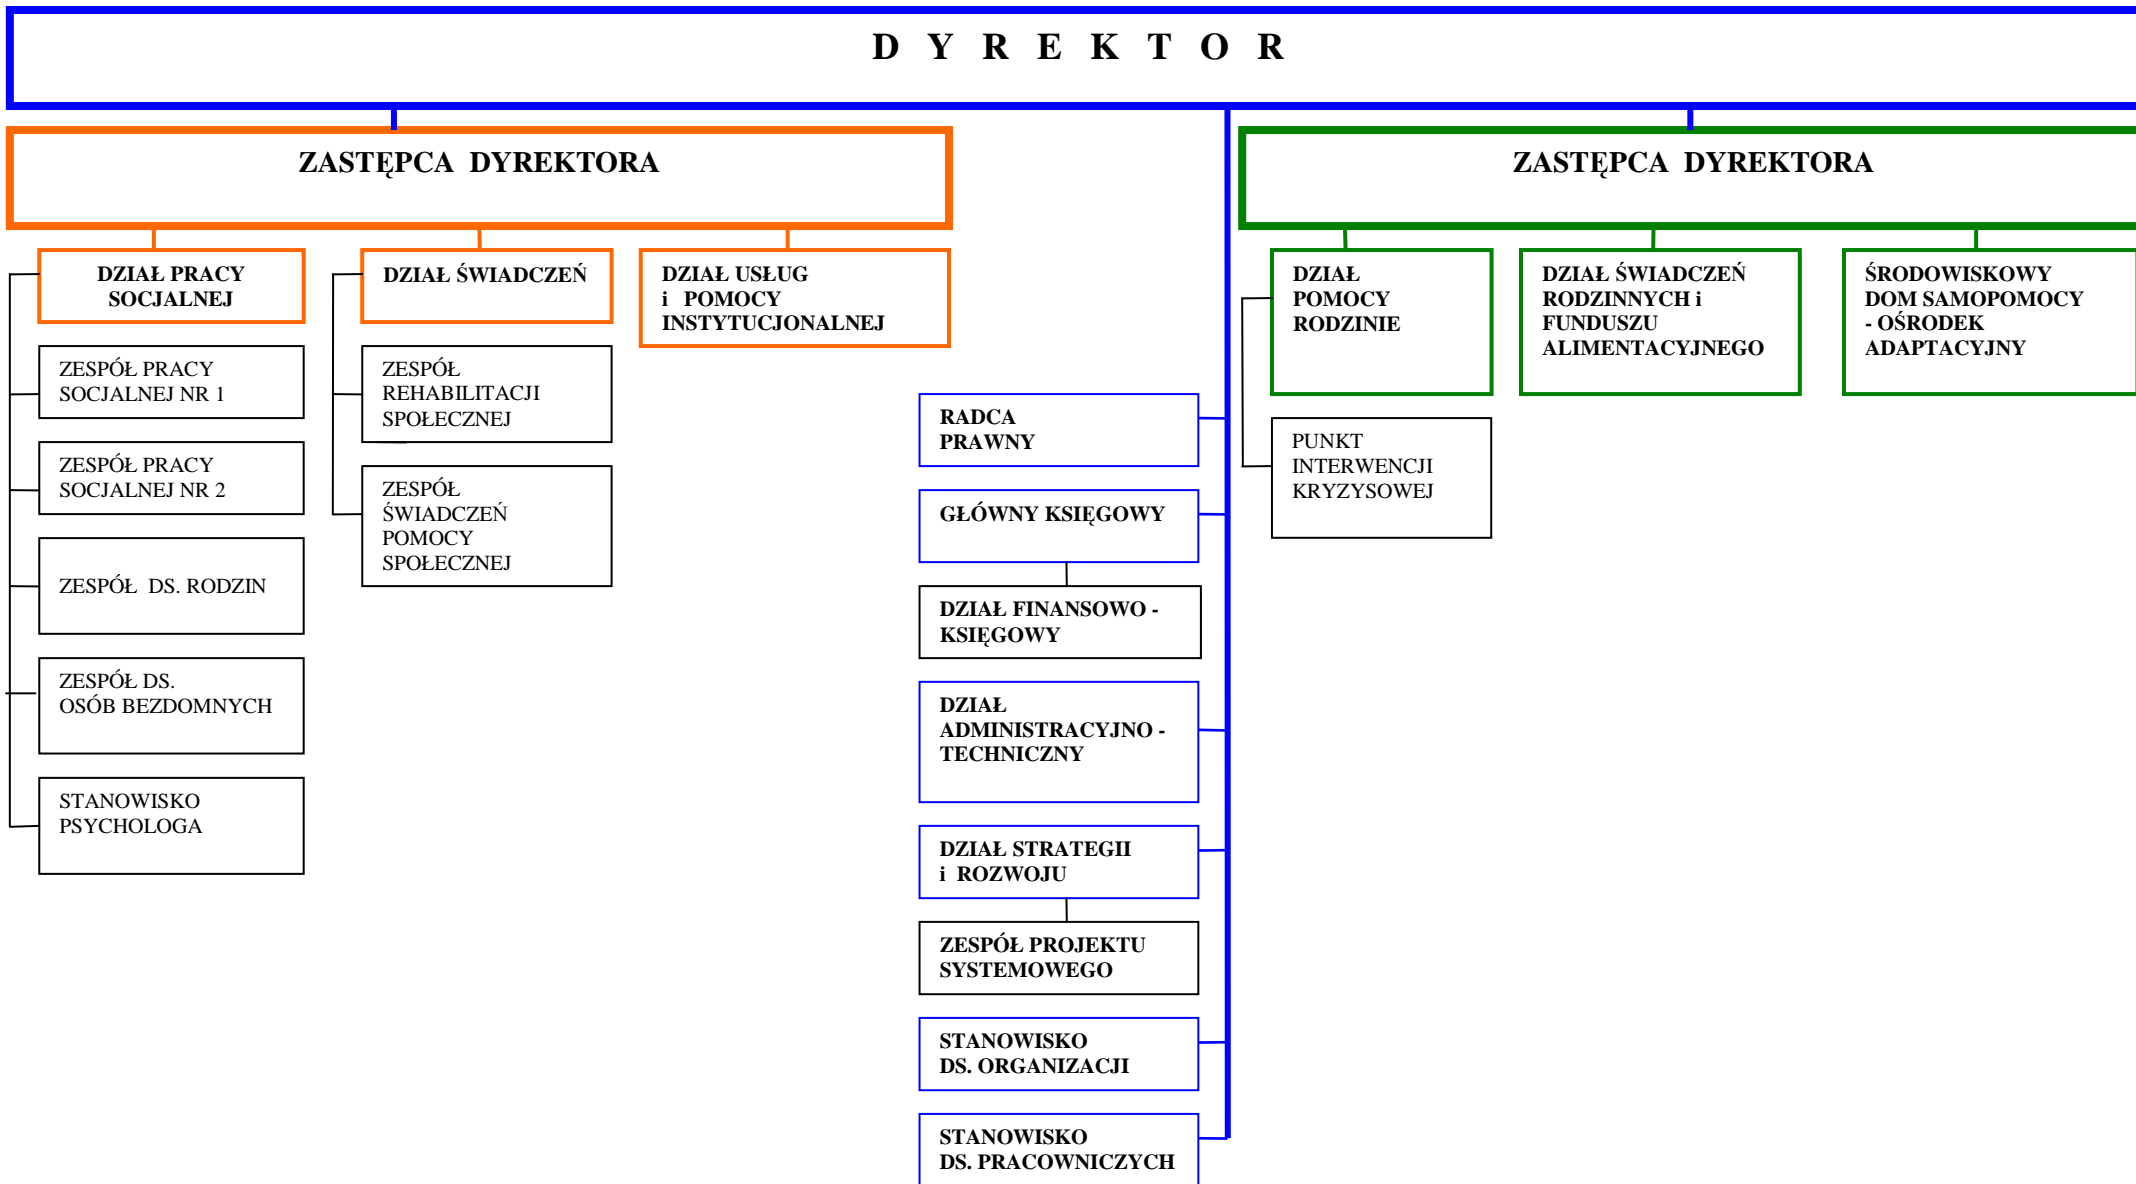 D Y R E K T O R
ZASTĘPCA DYREKTORA
ZASTĘPCA DYREKTORA
DZIAŁ PRACY
SOCJALNEJ
ZESPÓŁ PRACY
SOCJALNEJ NR 1
ZESPÓŁ PRACY
SOCJALNEJ NR 2
ZESPÓŁ DS. RODZIN
ZESPÓŁ DS.
OSÓB BEZDOMNYCH
STANOWISKO
PSYCHOLOGA
DZIAŁ ŚWIADCZEŃ
ZESPÓŁ
REHABILITACJI
SPOŁECZNEJ
ZESPÓŁ
ŚWIADCZEŃ
POMOCY
SPOŁECZNEJ
DZIAŁ USŁUG
i POMOCY
INSTYTUCJONALNEJ
RADCA
PRAWNY
GŁÓWNY KSIĘGOWY
DZIAŁ FINANSOWO -
KSIĘGOWY
DZIAŁ
ADMINISTRACYJNO -
TECHNICZNY
DZIAŁ STRATEGII
i ROZWOJU
ZESPÓŁ PROJEKTU
SYSTEMOWEGO
STANOWISKO
DS. ORGANIZACJI
STANOWISKO
DS. PRACOWNICZYCH
DZIAŁ
POMOCY
RODZINIE
PUNKT
INTERWENCJI
KRYZYSOWEJ
DZIAŁ ŚWIADCZEŃ
RODZINNYCH i
FUNDUSZU
ALIMENTACYJNEGO
ŚRODOWISKOWY
DOM SAMOPOMOCY
- OŚRODEK
ADAPTACYJNY